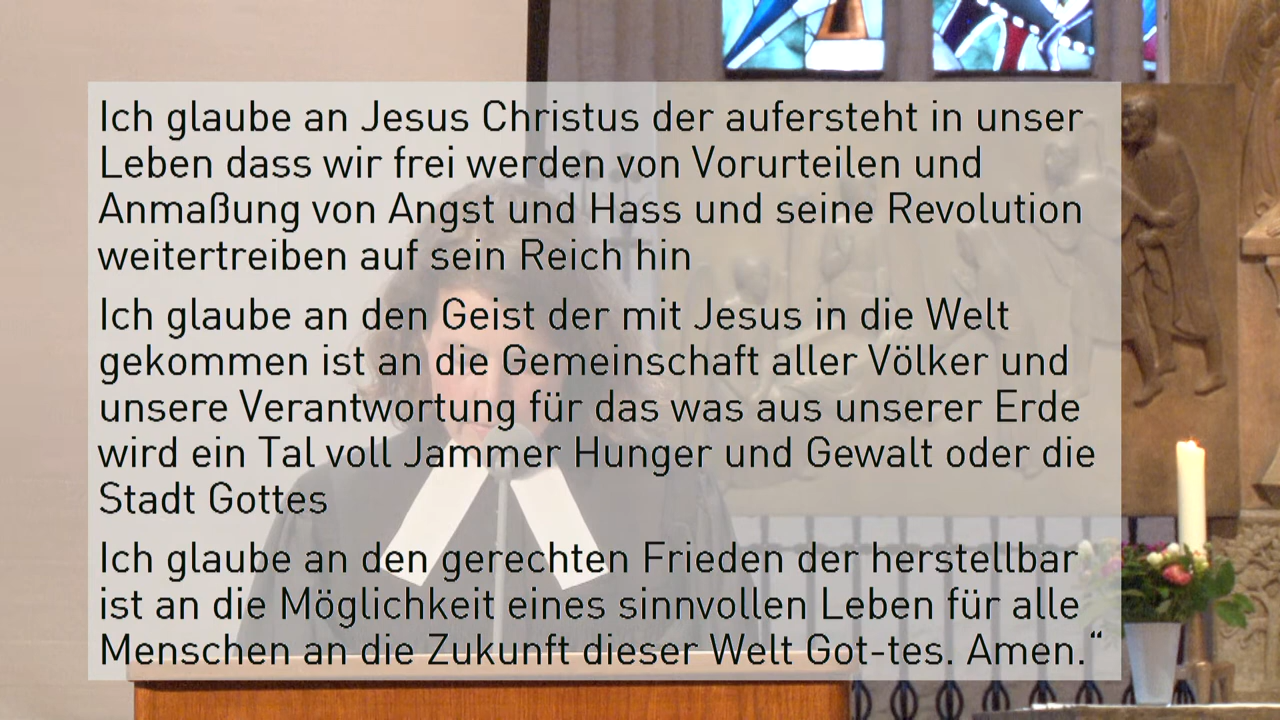 Ich glaube an Jesus Christus der aufersteht in unser
Leben dass wir frei werden von Vorurteilen und
Anmaßung von Angst und Hass und seine Revolution
weitertreiben auf sein Reich hin
Ich glaube an den Geist der mit Jesus in die Welt
gekommen ist an die Gemeinschaft aller Völker und
unsere Verantwortung für das was aus unserer Erde
wird ein Tal voll Jammer Hunger und Gewalt oder die
Stadt Gottes
Ich glaube an den gerechten Frieden der herstellbar
ist an die Möglichkeit eines sinnvollen Leben für alle
Menschen an die Zukunft dieser Welt Got-tes. Amen.“